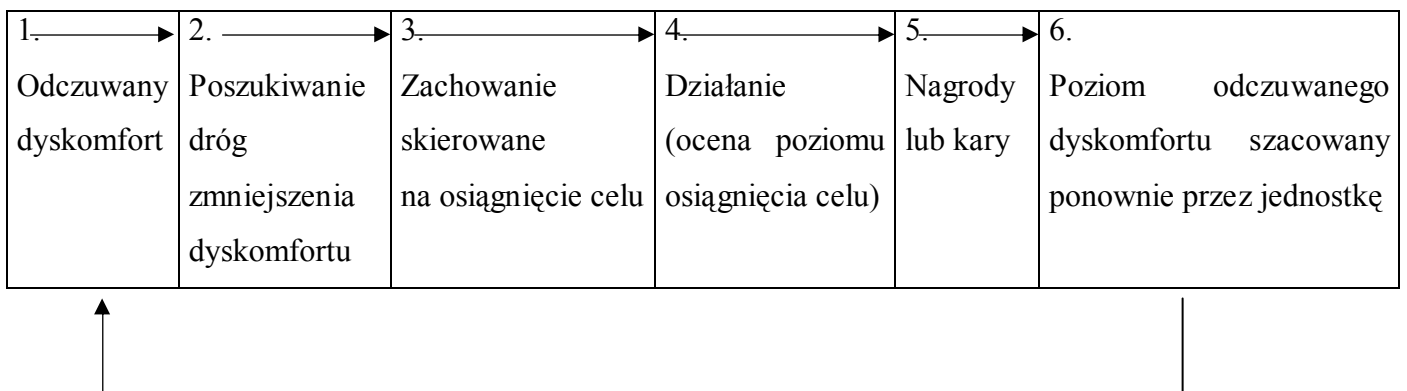 1.
Odczuwany
dyskomfort
2.
Poszukiwanie
dróg
zmniejszenia
dyskomfortu
3.
Zachowanie
skierowane
na osiągnięcie celu
4.
Działanie
(ocena poziomu
osiągnięcia celu)
5.
Nagrody
lub kary
6.
Poziom odczuwanego
dyskomfortu szacowany
ponownie przez jednostkę